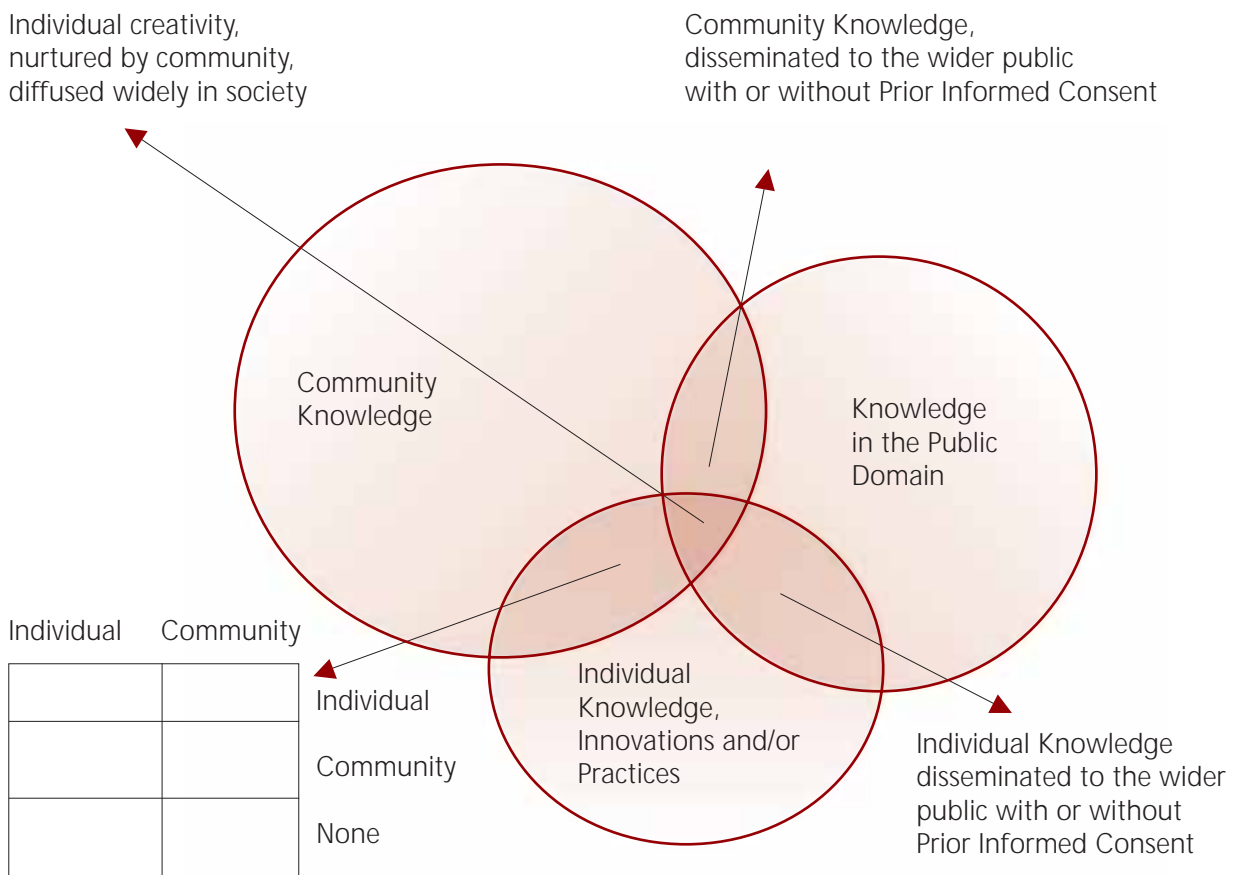 Individual creativity,
nurtured by community,
diffused widely in society
Community Knowledge,
disseminated to the wider public
with or without Prior Informed Consent
Community
Knowledge
Knowledge
in the Public
Domain
Individual Community
Individual
Community
None
Individual
Knowledge,
Innovations and/or
Practices
Individual Knowledge
disseminated to the wider
public with or without
Prior Informed Consent